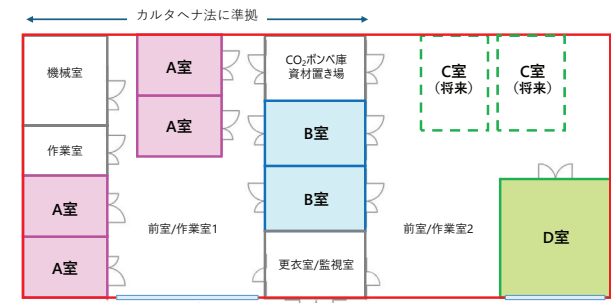 カルタヘナ法に準拠
機械室
A室
CO₂ボンベ庫
資材置き場
C室
(将来)
C室
(将来)
A室
B室
作業室
A室
B室
前室/作業室1
前室/作業室2
D室
A室
更衣室/監視室